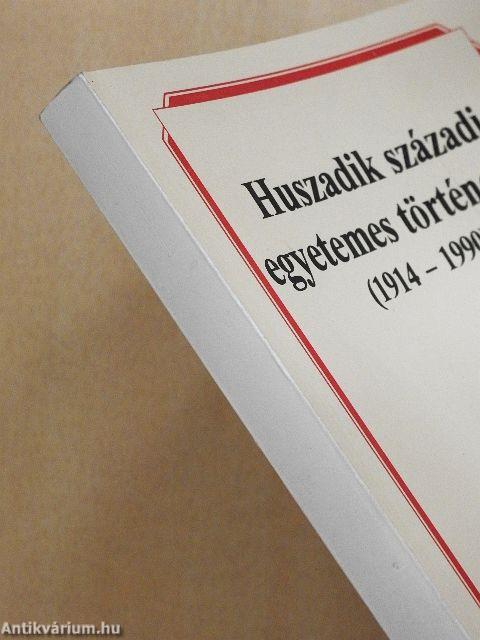 Huszadik századi
egyetemes történe
(1914 – 1990
Antikvárium.hu